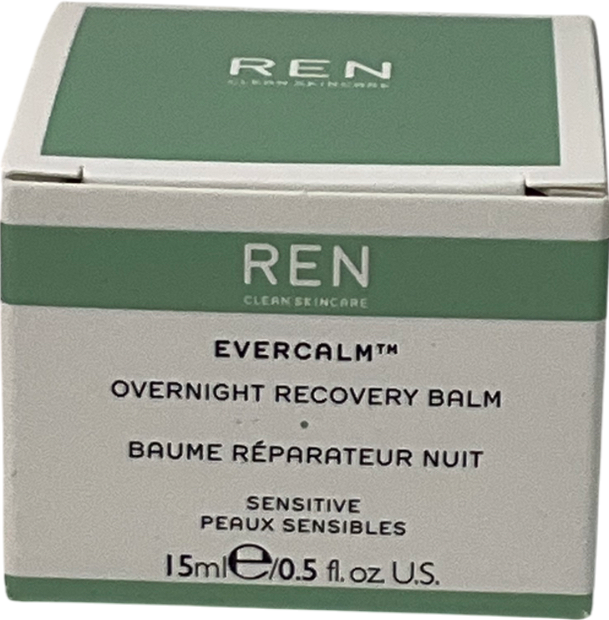 REN
CLEAN SKINCARE
REN
CLEAN SKINCARE
EVERCALM™
OVERNIGHT RECOVERY BALM
•
BAUME RÉPARATEUR NUIT
SENSITIVE
PEAUX SENSIBLES
15ml℮/0.5 fl. oz U.S.